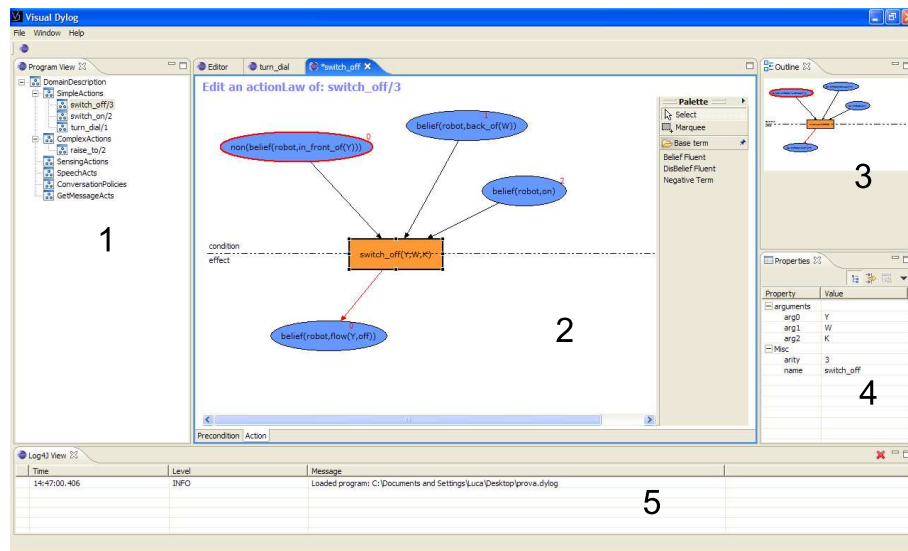 Visual Dylog
File Window Help
Program View
DomainDescription
SimpleActions
switch_off/3
switch_on/2
turn_dial/1
ComplexActions
raise_to/2
SensingActions
SpeechActs
ConversationPolicies
GetMessageActs
1
Editor turn_dial *switch_off
Edit an actionLaw of: switch_off/3
0
non(belief(robot,in_front_of(Y)))
1
belief(robot,back_of(W))
2
belief(robot,on)
condition
effect
switch_off(Y,W,K)
0
belief(robot,flow(Y,off))
2
Precondition Action
Palette
Select
Marquee
Base term
Belief Fluent
DisBelief Fluent
Negative Term
Outline
3
Properties
Property Value
arguments
arg0 Y
arg1 W
arg2 K
Misc
arity 3
name switch_off
4
Log4J View
Time Level Message
14:47:00.406 INFO Loaded program: C:\Documents and Settings\Luca\Desktop\prova.dylog
5